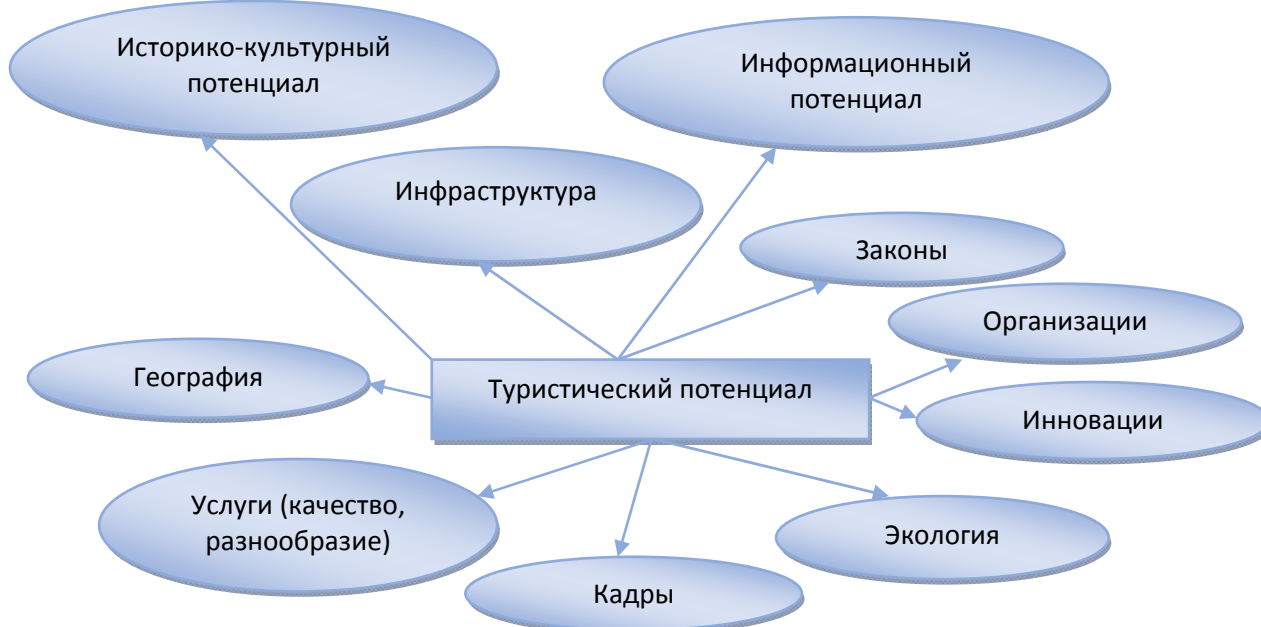 Историко-культурный
потенциал
Информационный
потенциал
Инфраструктура
Законы
Организации
География
Туристический потенциал
Инновации
Услуги (качество,
разнообразие)
Экология
Кадры